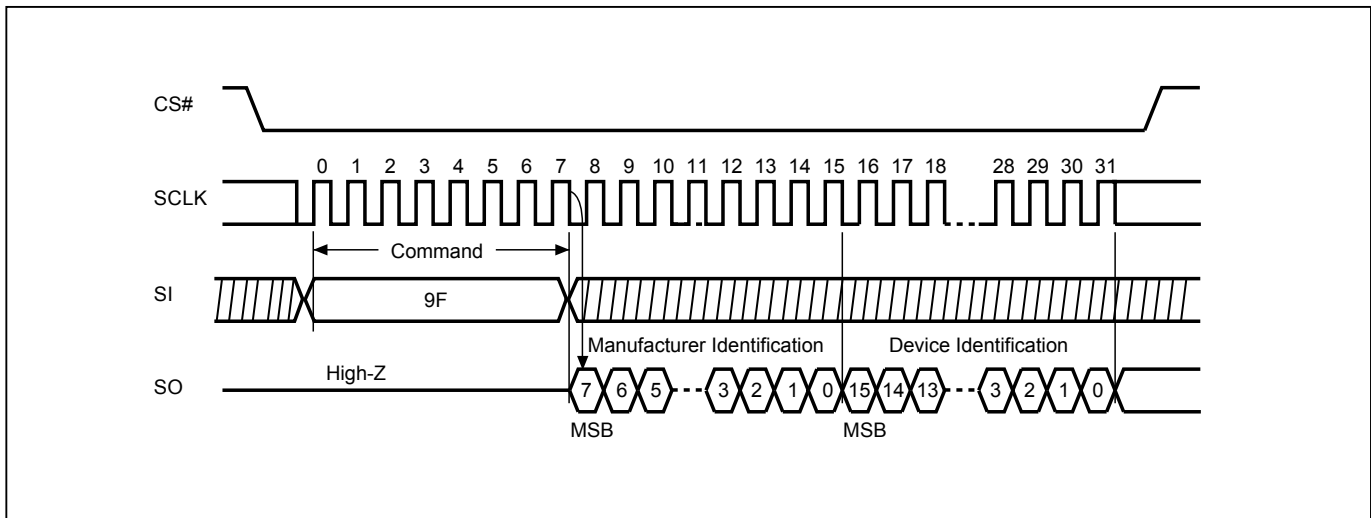 CS#
0 1 2 3 4 5 6 7 8 9 10 11 12 13 14 15 16 17 18 28 29 30 31
SCLK
Command
SI
9F
Manufacturer Identification Device Identification
High-Z
SO
7 6 5 3 2 1 0 15 14 13 3 2 1 0
MSB MSB